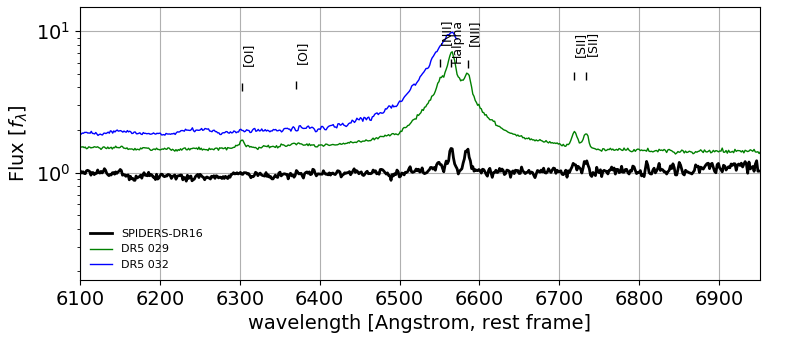 [NII]
Halpha
[NII]
[SII]
[SII]
[OI]
[OI]
10^1
10^0
Flux [f_λ]
SPIDERS-DR16
DR5 029
DR5 032
6100 6200 6300 6400 6500 6600 6700 6800 6900
wavelength [Angstrom, rest frame]